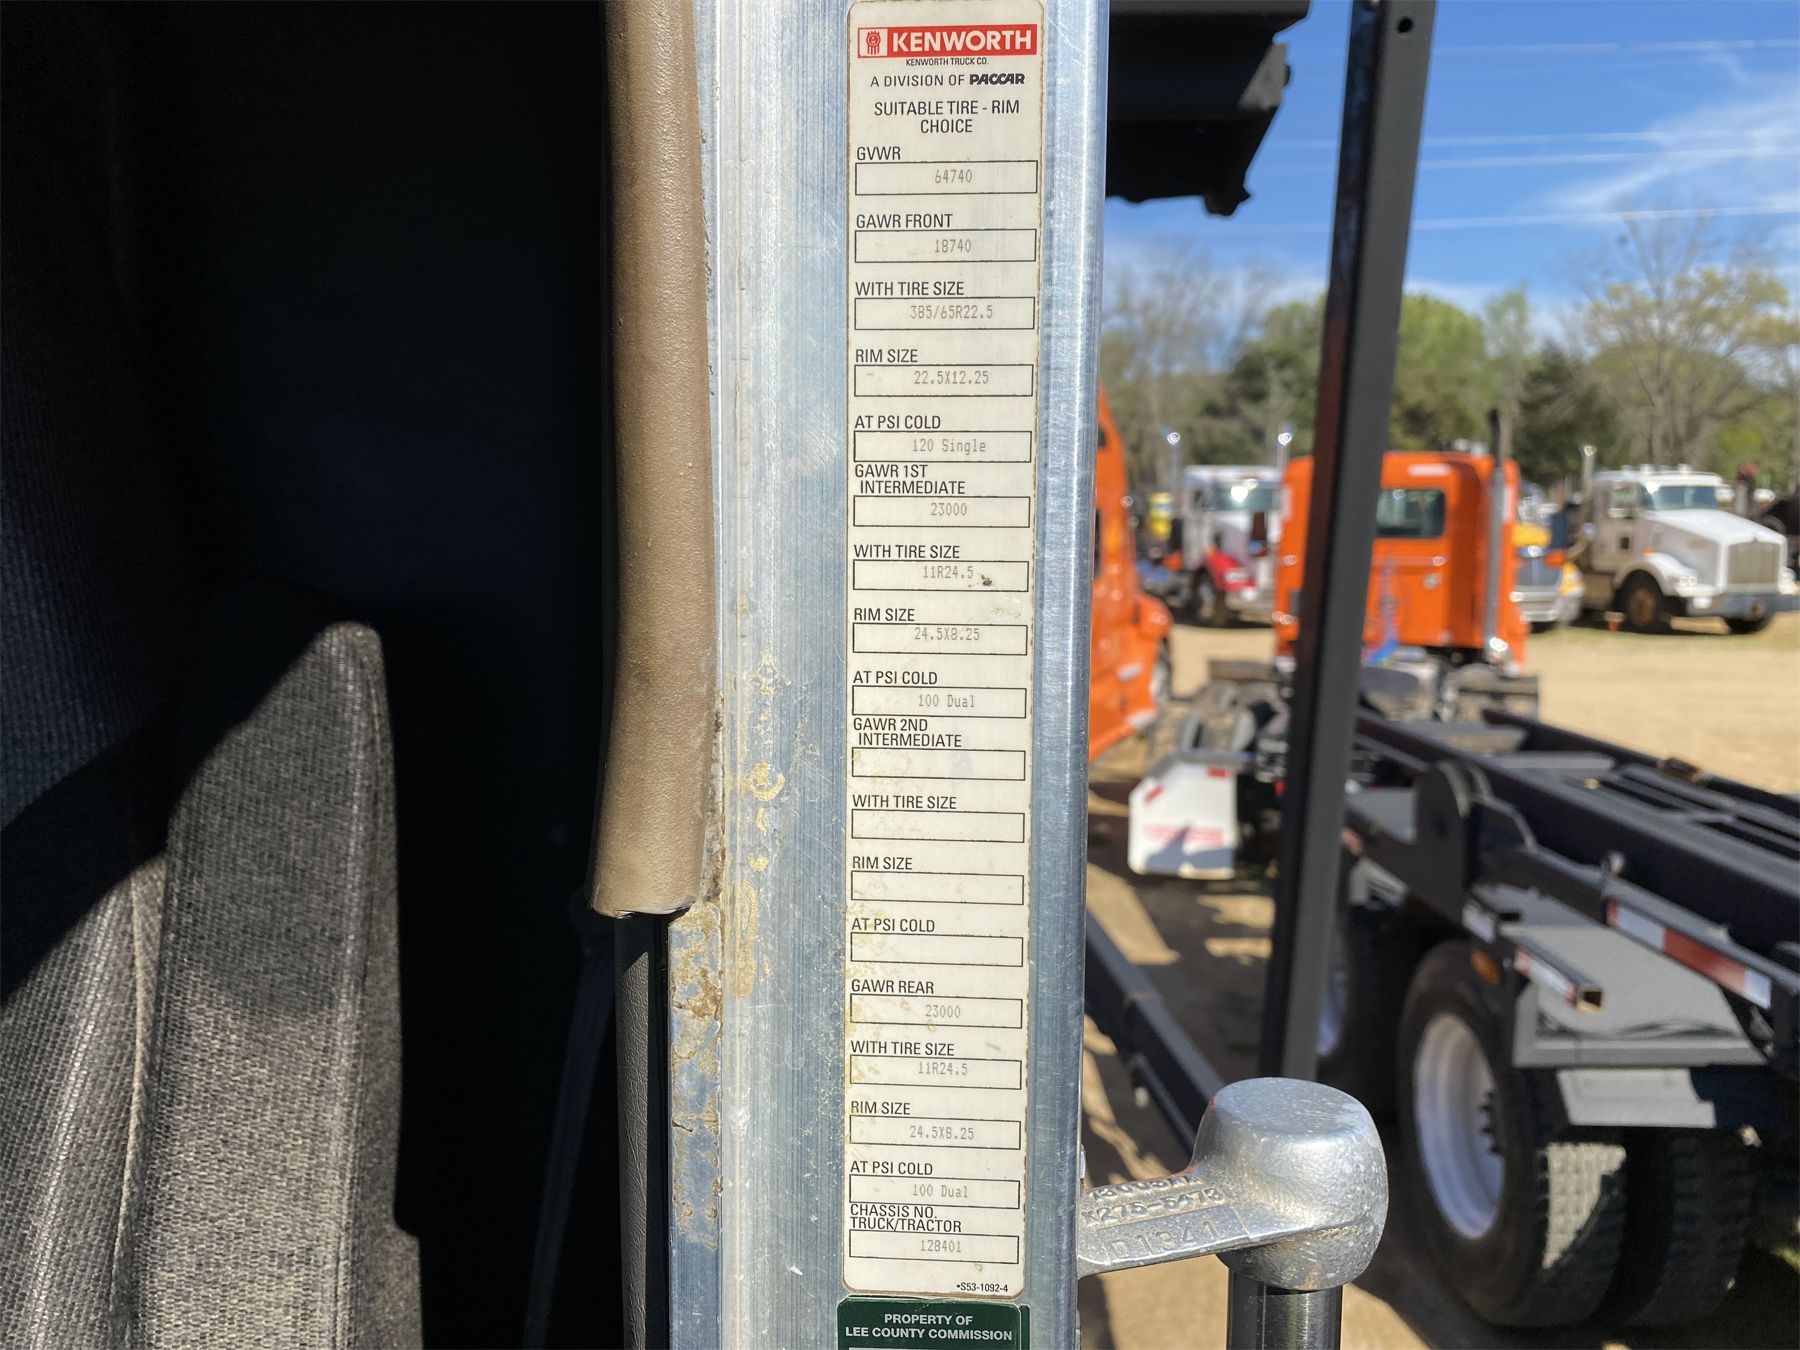 KENWORTH
KENWORTH TRUCK CO.
A DIVISION OF PACCAR
SUITABLE TIRE - RIM
CHOICE
GVWR
64740
GAWR FRONT
18740
WITH TIRE SIZE
385/65R22.5
RIM SIZE
22.5X12.25
AT PSI COLD
120 Single
GAWR 1ST
INTERMEDIATE
23000
WITH TIRE SIZE
11R24.5
RIM SIZE
24.5X8.25
AT PSI COLD
100 Dual
GAWR 2ND
INTERMEDIATE
WITH TIRE SIZE
RIM SIZE
AT PSI COLD
GAWR REAR
23000
WITH TIRE SIZE
11R24.5
RIM SIZE
24.5X8.25
AT PSI COLD
100 Dual
CHASSIS NO.
TRUCK/TRACTOR
128401
•S53-1092-4
PROPERTY OF
LEE COUNTY COMMISSION